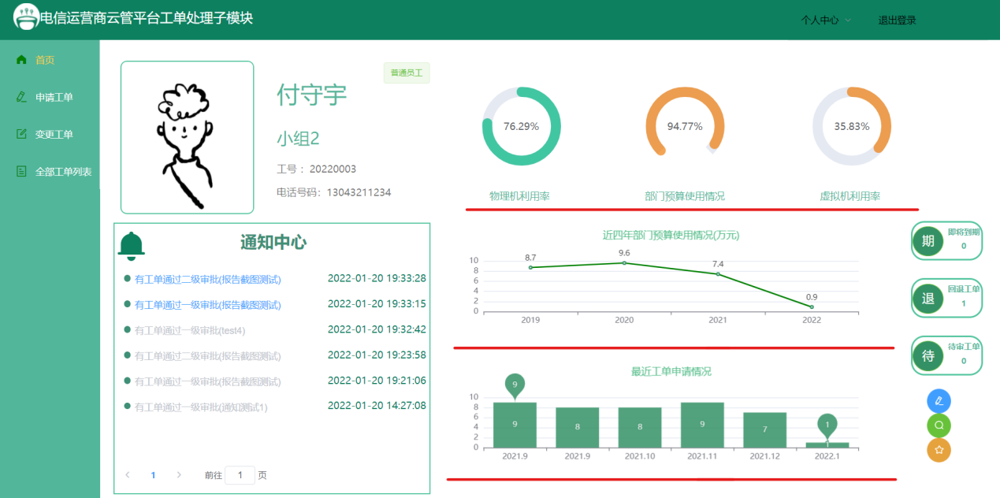 电信运营商云管平台工单处理子模块
个人中心
退出登录
首页
申请工单
变更工单
全部工单列表
普通员工
付守宇
小组2
工号： 20220003
电话号码：13043211234
76.29%
94.77%
35.83%
物理机利用率
部门预算使用情况
虚拟机利用率
通知中心
有工单通过二级审批(报告截图测试) 2022-01-20 19:33:28
有工单通过一级审批(报告截图测试) 2022-01-20 19:33:15
有工单通过一级审批(test4) 2022-01-20 19:32:42
有工单通过二级审批(报告截图测试) 2022-01-20 19:23:58
有工单通过一级审批(报告截图测试) 2022-01-20 19:21:06
有工单通过一级审批(通知测试1) 2022-01-20 14:27:08
1
前往 1 页
近四年部门预算使用情况(万元)
10
8
6
4
2
0
8.7
9.6
7.4
0.9
2019 2020 2021 2022
最近工单申请情况
10
8
6
4
2
0
9
1
9 8 8 9 7 1
2021.9 2021.9 2021.10 2021.11 2021.12 2022.1
期
即将到期
0
退
回退工单
1
待
待审工单
0